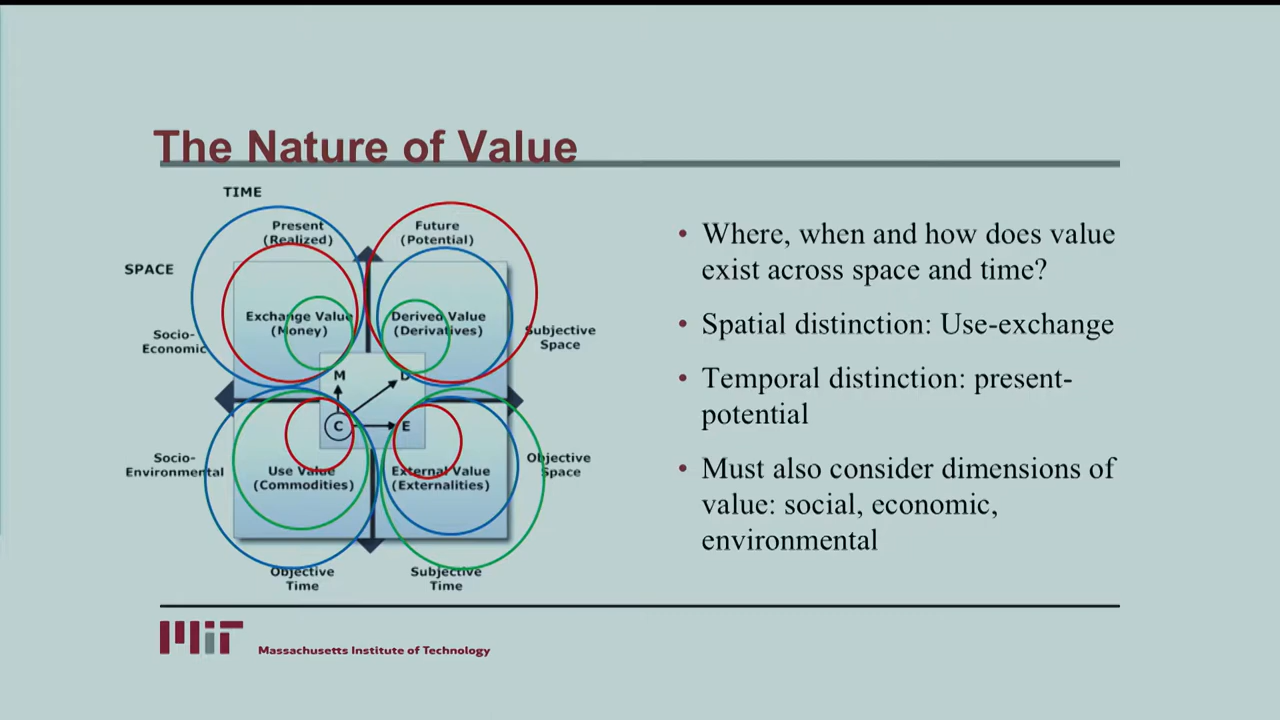 The Nature of Value
TIME
Present
(Realized)
Future
(Potential)
SPACE
Exchange Value
(Money)
Derived Value
(Derivatives)
Socio-
Economic
Subjective
Space
M
D
C
E
Socio-
Environmental
Use Value
(Commodities)
External Value
(Externalities)
Objective
Space
Objective
Time
Subjective
Time
• Where, when and how does value
exist across space and time?
• Spatial distinction: Use-exchange
• Temporal distinction: present-
potential
• Must also consider dimensions of
value: social, economic,
environmental
MIT
Massachusetts Institute of Technology